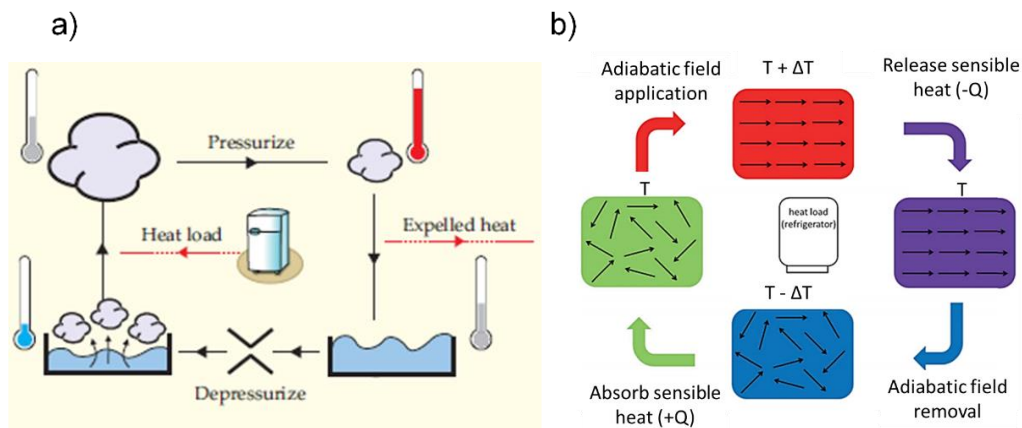 a)
Pressurize
Heat load
Expelled heat
Depressurize
b)
Adiabatic field
application
T + ΔT
Release sensible
heat (-Q)
T
heat load
(refrigerator)
T
T - ΔT
Absorb sensible
heat (+Q)
Adiabatic field
removal